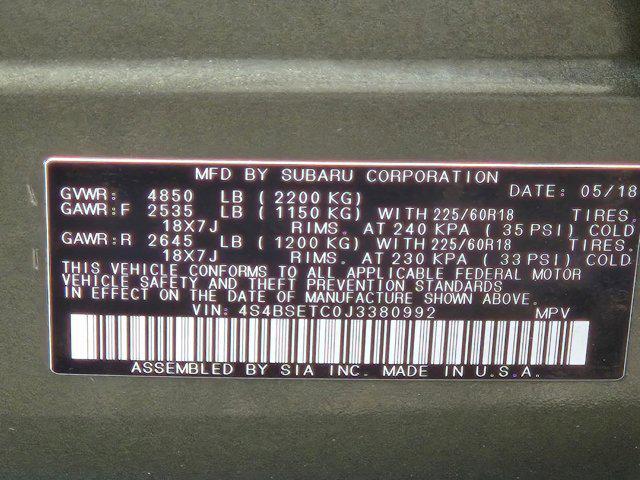 MFD BY SUBARU CORPORATION
GVWR: 4850 LB ( 2200 KG) DATE: 05/18
GAWR:F 2535 LB ( 1150 KG) WITH 225/60R18 TIRES.
18X7J RIMS. AT 240 KPA ( 35 PSI) COLD
GAWR:R 2645 LB ( 1200 KG) WITH 225/60R18 TIRES.
18X7J RIMS. AT 230 KPA ( 33 PSI) COLD
THIS VEHICLE CONFORMS TO ALL APPLICABLE FEDERAL MOTOR
VEHICLE SAFETY AND THEFT PREVENTION STANDARDS
IN EFFECT ON THE DATE OF MANUFACTURE SHOWN ABOVE.
VIN: 4S4BSETC0J3380992 MPV
ASSEMBLED BY SIA INC. MADE IN U.S.A.